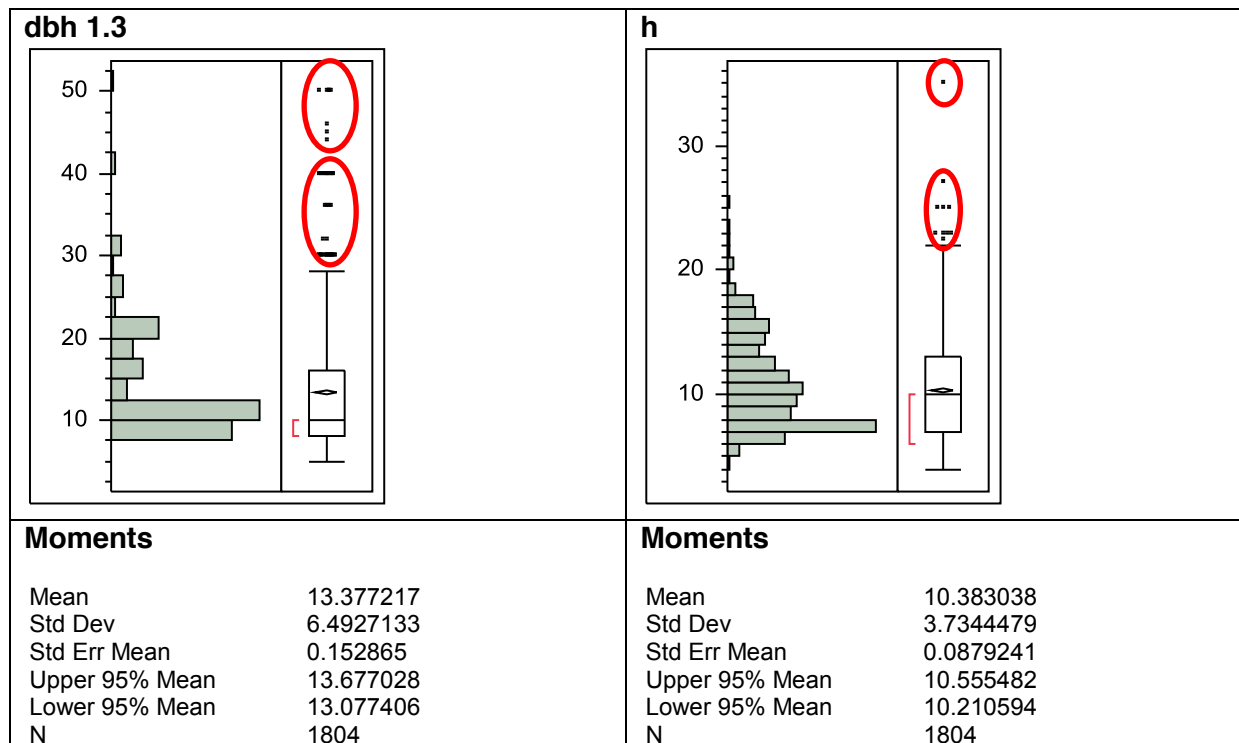 dbh 1.3
50
40
30
20
10
Moments
Mean 13.377217
Std Dev 6.4927133
Std Err Mean 0.152865
Upper 95% Mean 13.677028
Lower 95% Mean 13.077406
N 1804
h
30
20
10
Moments
Mean 10.383038
Std Dev 3.7344479
Std Err Mean 0.0879241
Upper 95% Mean 10.555482
Lower 95% Mean 10.210594
N 1804